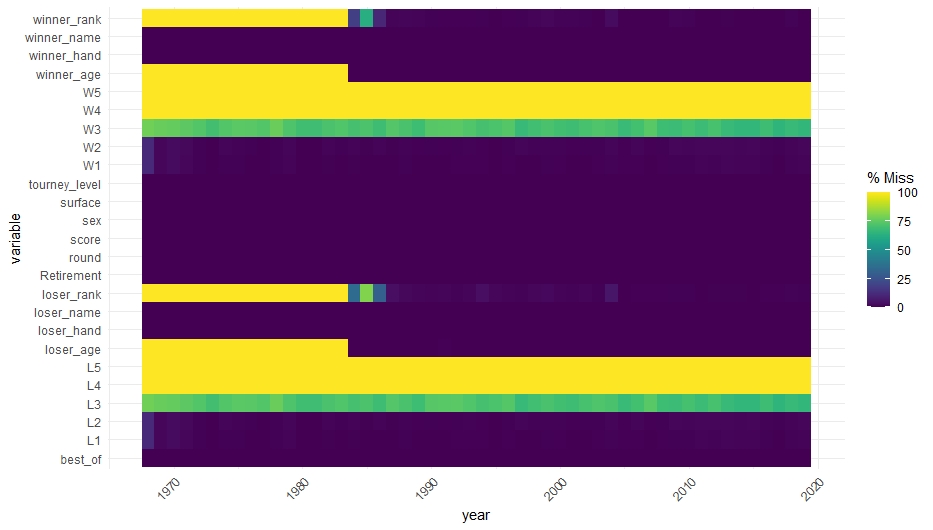 winner_rank
winner_name
winner_hand
winner_age
W5
W4
W3
W2
W1
tourney_level
surface
sex
score
round
Retirement
loser_rank
loser_name
loser_hand
loser_age
L5
L4
L3
L2
L1
best_of
variable
1970
1980
1990
2000
2010
2020
year
% Miss
100
75
50
25
0